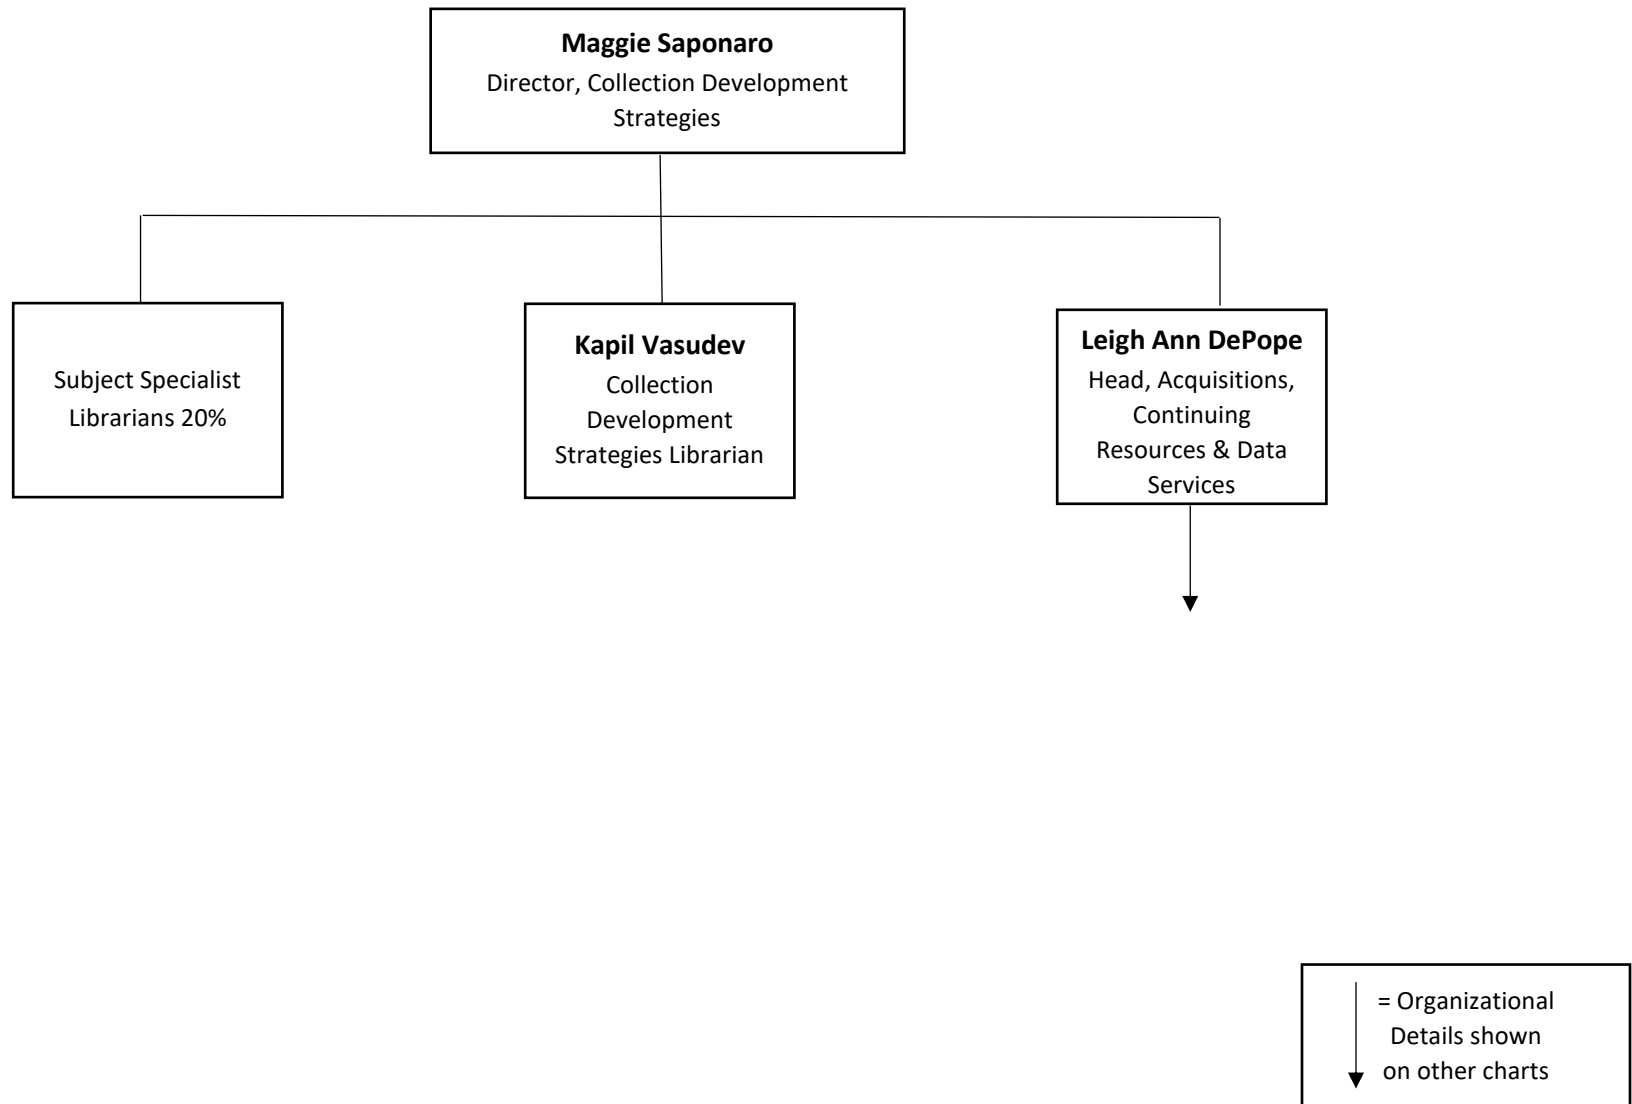 Maggie Saponaro
Director, Collection Development
Strategies
Subject Specialist
Librarians 20%
Kapil Vasudev
Collection
Development
Strategies Librarian
Leigh Ann DePope
Head, Acquisitions,
Continuing
Resources & Data
Services
= Organizational
Details shown
on other charts